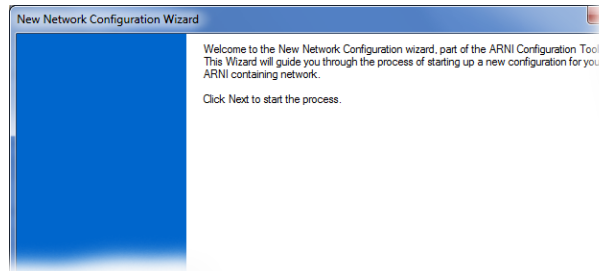 New Network Configuration Wizard
Welcome to the New Network Configuration wizard, part of the ARNI Configuration
This Wizard will guide you through the process of starting up a new configuration for
ARNI containing network.
Click Next to start the process.